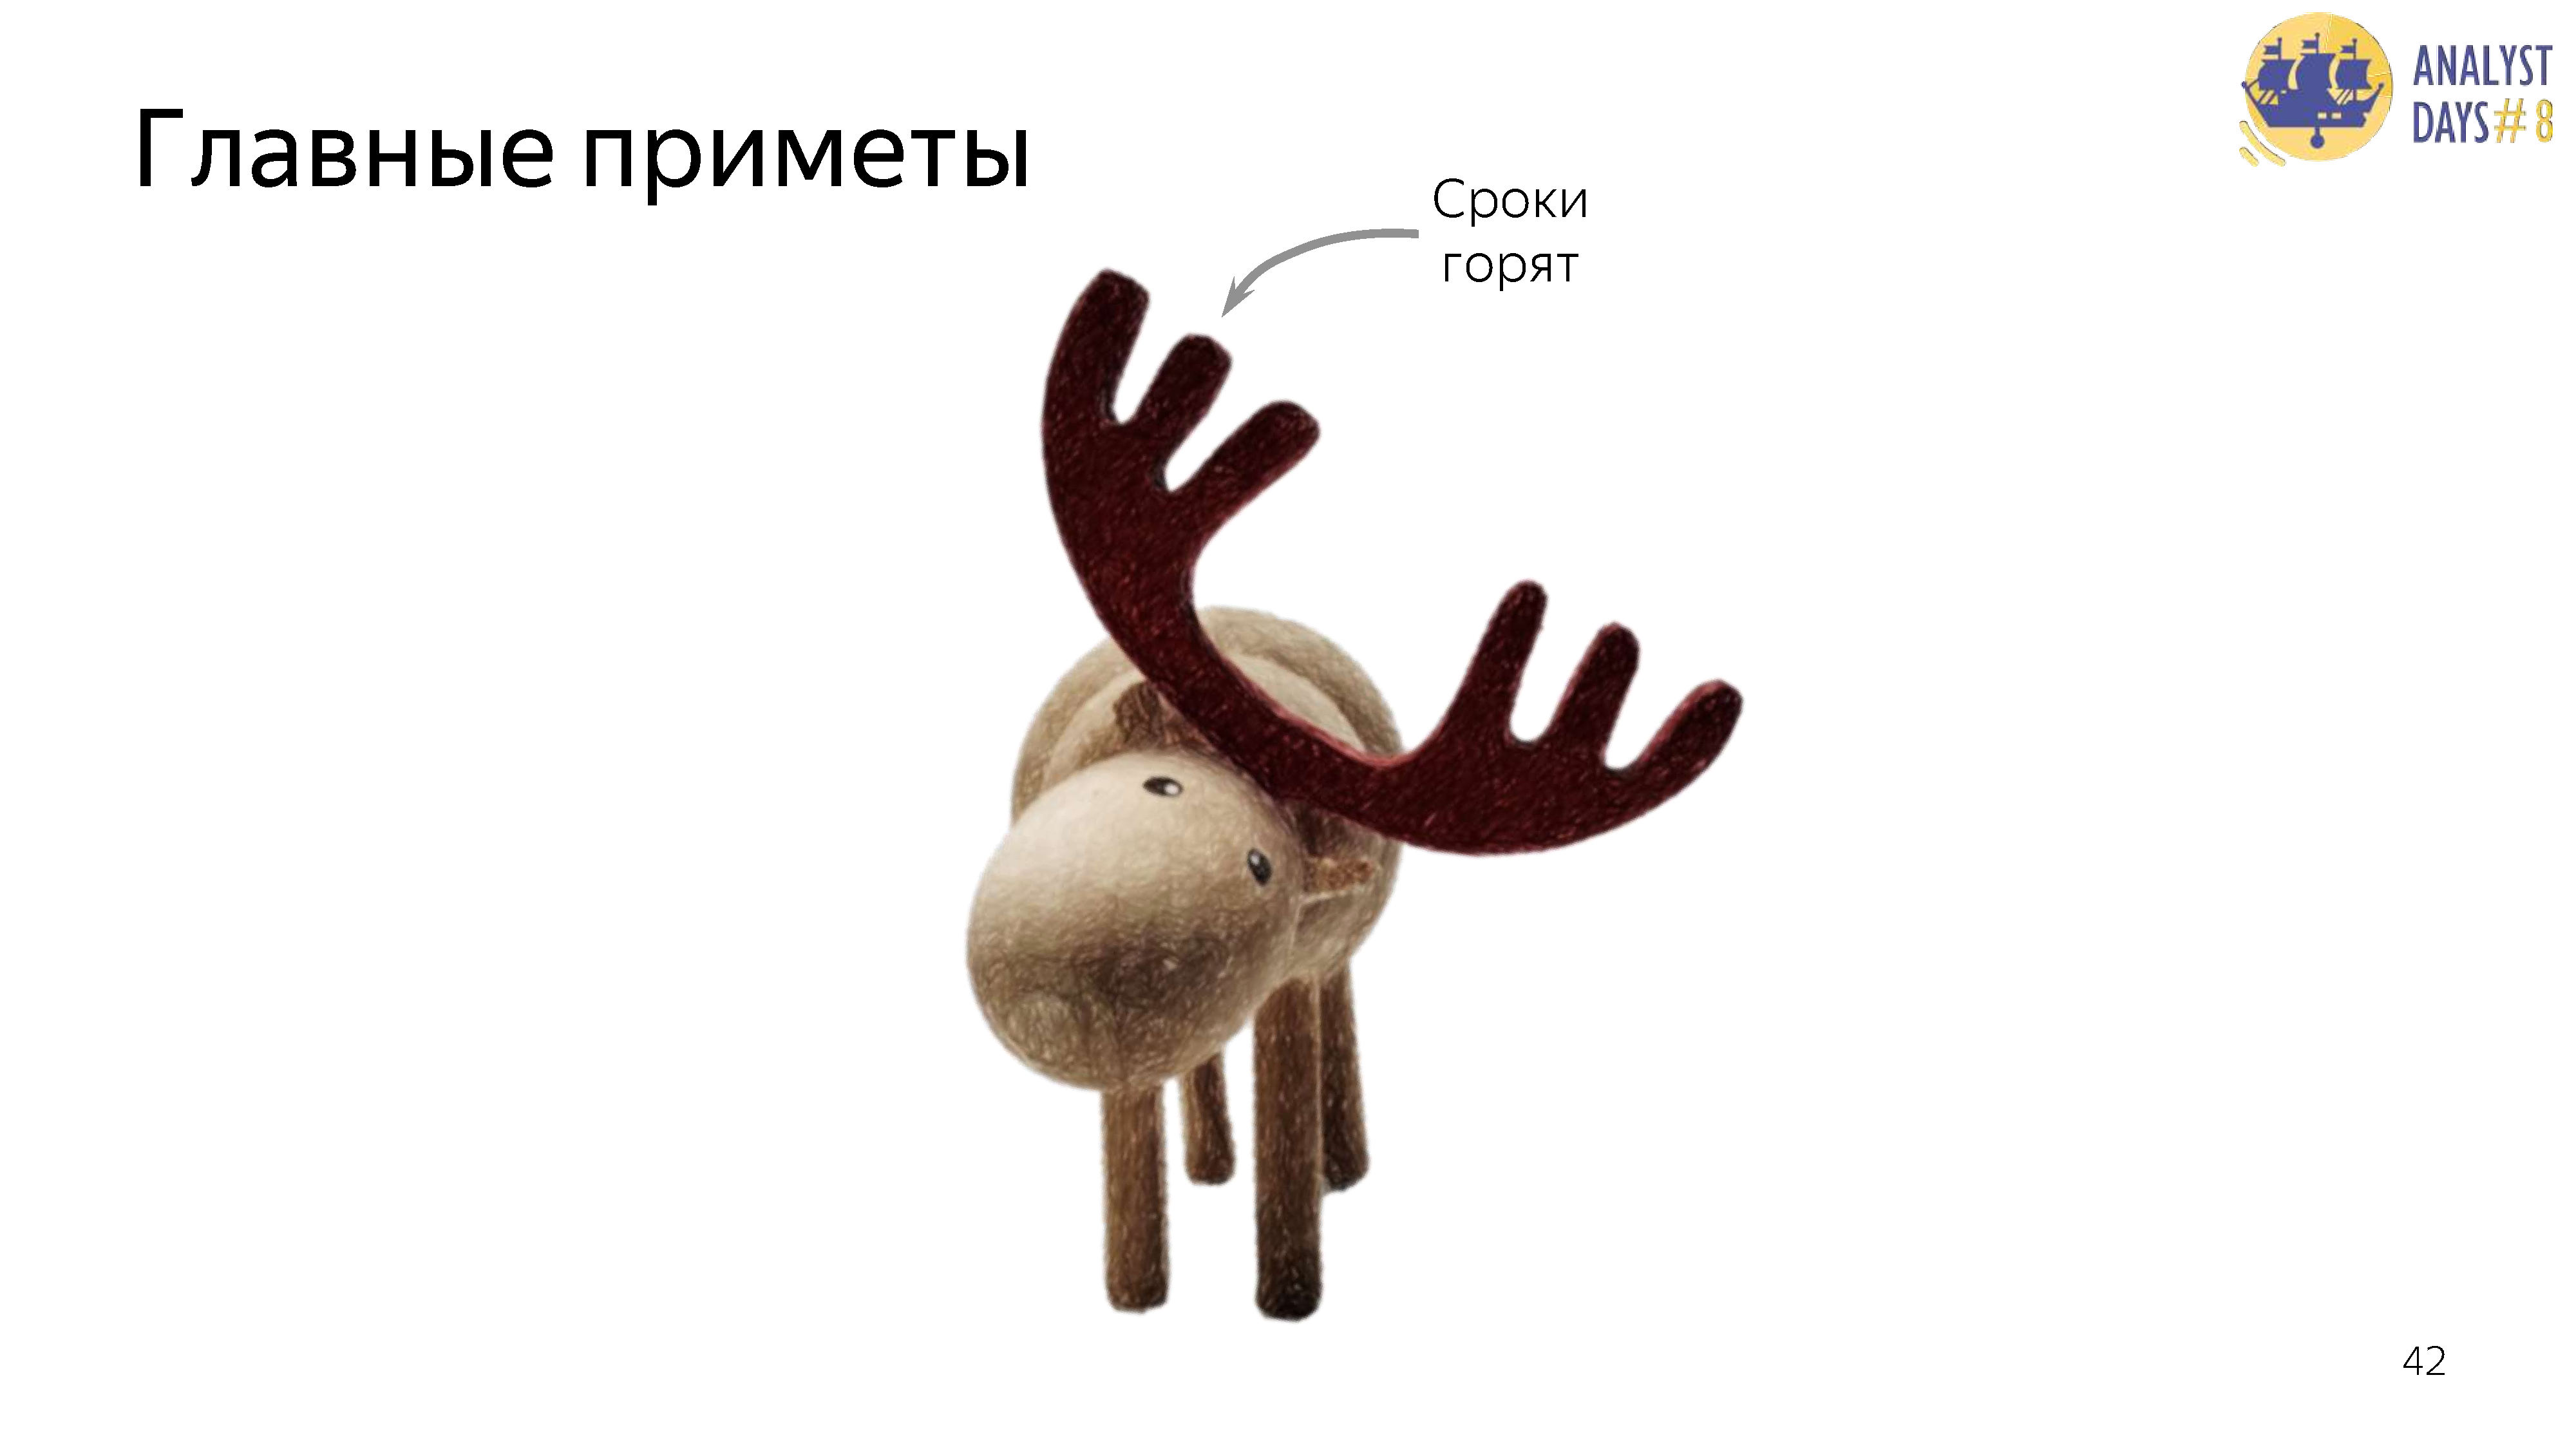 Главные приметы
ANALYST
DAYS#8
Сроки
горят
42